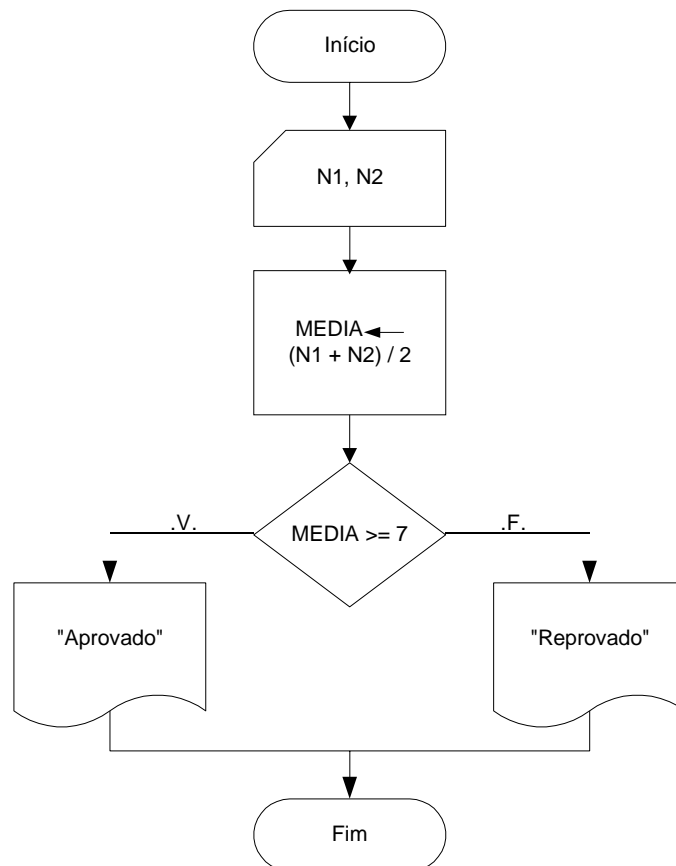 Início
N1, N2
MEDIA
(N1 + N2) / 2
.V.
MEDIA >= 7
.F.
"Aprovado"
"Reprovado"
Fim